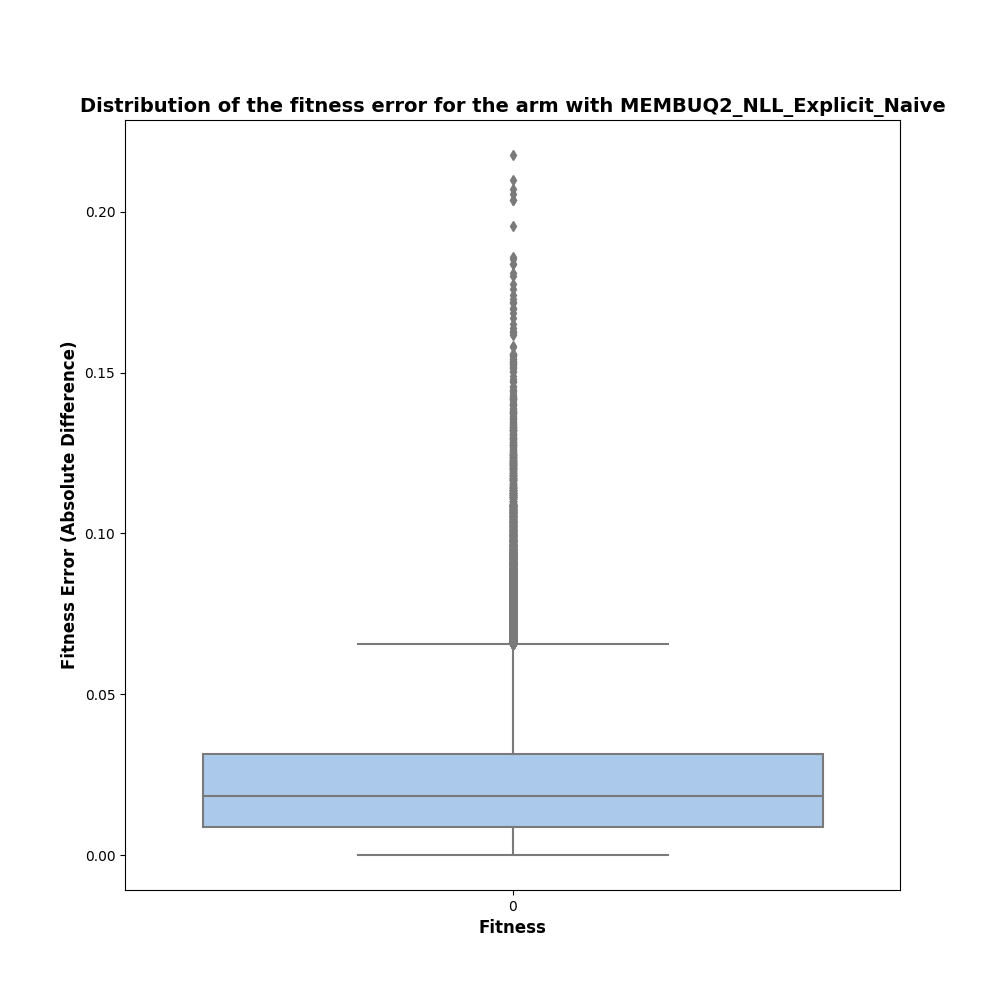 Distribution of the fitness error for the arm with MEMBUQ2_NLL_Explicit_Naive
0.20
0.15
0.10
0.05
0.00
Fitness Error (Absolute Difference)
0
Fitness